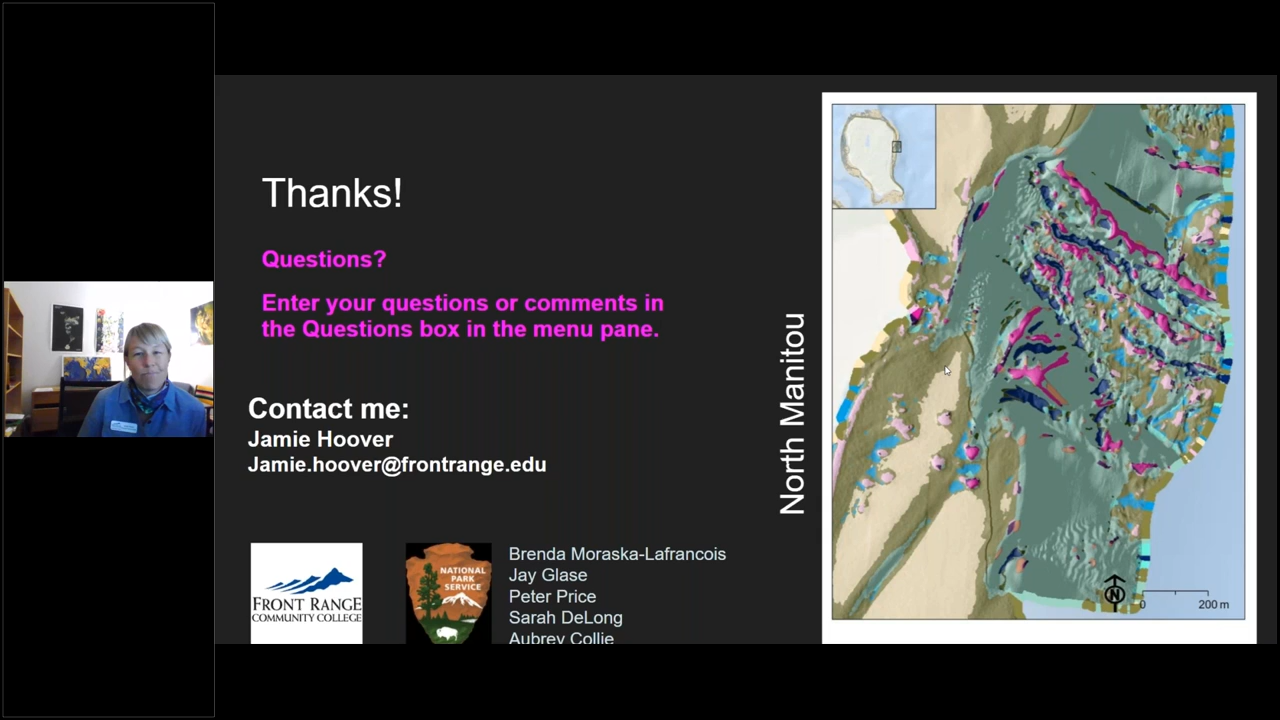 Thanks!
Questions?
Enter your questions or comments in
the Questions box in the menu pane.
Contact me:
Jamie Hoover
Jamie.hoover@frontrange.edu
FRONT RANGE
COMMUNITY COLLEGE
NATIONAL
PARK
SERVICE
Brenda Moraska-Lafrancois
Jay Glase
Peter Price
Sarah DeLong
Aubrey Collie
North Manitou
N
0 200 m